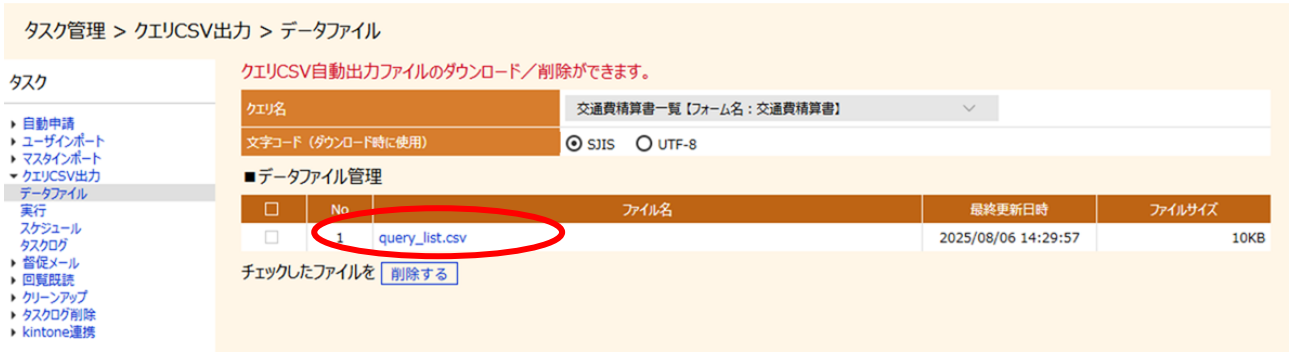 タスク管理 > クエリCSV出力 > データファイル
タスク
自動申請
ユーザインポート
マスタインポート
クエリCSV出力
データファイル
実行
スケジュール
タスクログ
督促メール
回覧既読
クリーンアップ
タスクログ削除
kintone連携
クエリCSV自動出力ファイルのダウンロード／削除ができます。
クエリ名 交通費精算書一覧【フォーム名：交通費精算書】
文字コード（ダウンロード時に使用） SJIS UTF-8
■データファイル管理
No ファイル名 最終更新日時 ファイルサイズ
1 query_list.csv 2025/08/06 14:29:57 10KB
チェックしたファイルを 削除する